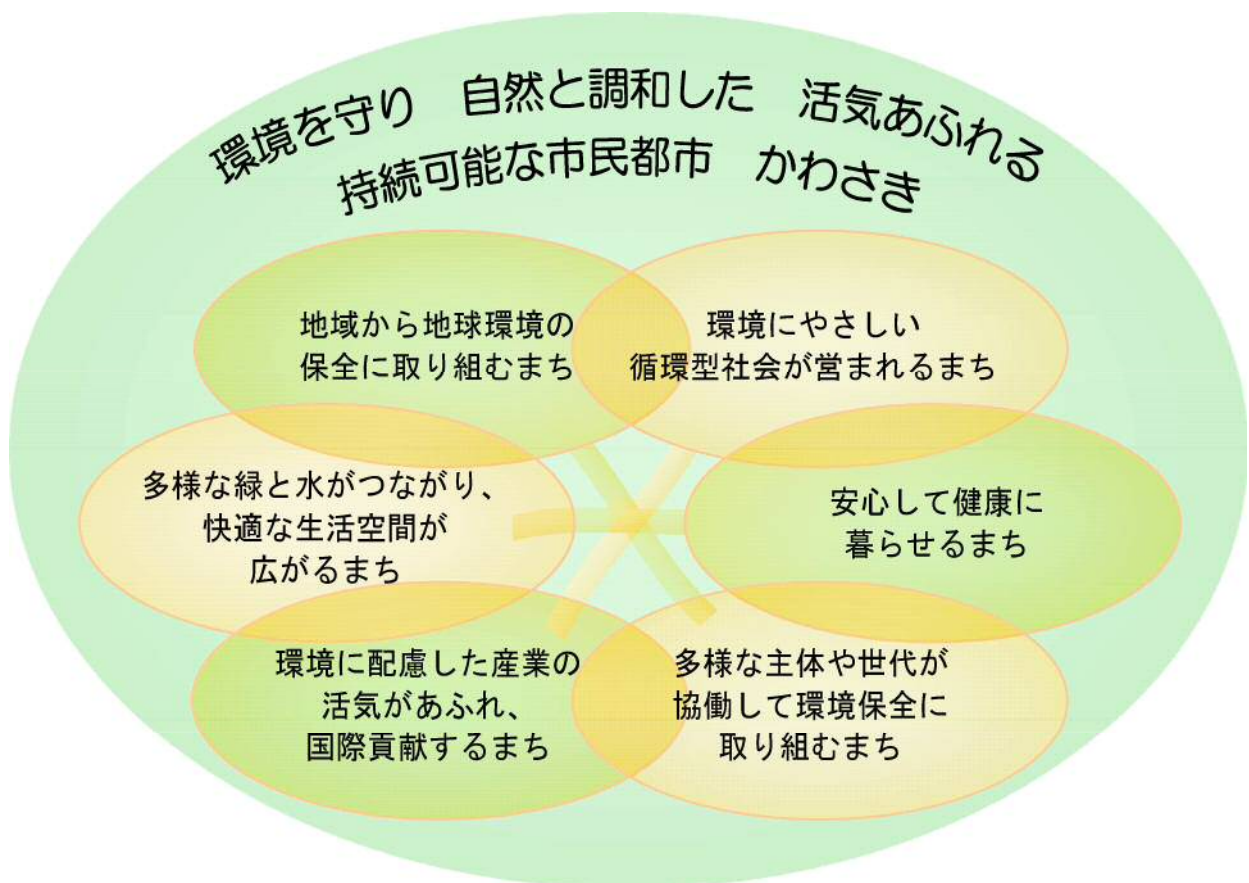 環境を守り　自然と調和した　活気あふれる
持続可能な市民都市　かわさき
地域から地球環境の
保全に取り組むまち
環境にやさしい
循環型社会が営まれるまち
多様な緑と水がつながり、
快適な生活空間が
広がるまち
安心して健康に
暮らせるまち
環境に配慮した産業の
活気があふれ、
国際貢献するまち
多様な主体や世代が
協働して環境保全に
取り組むまち